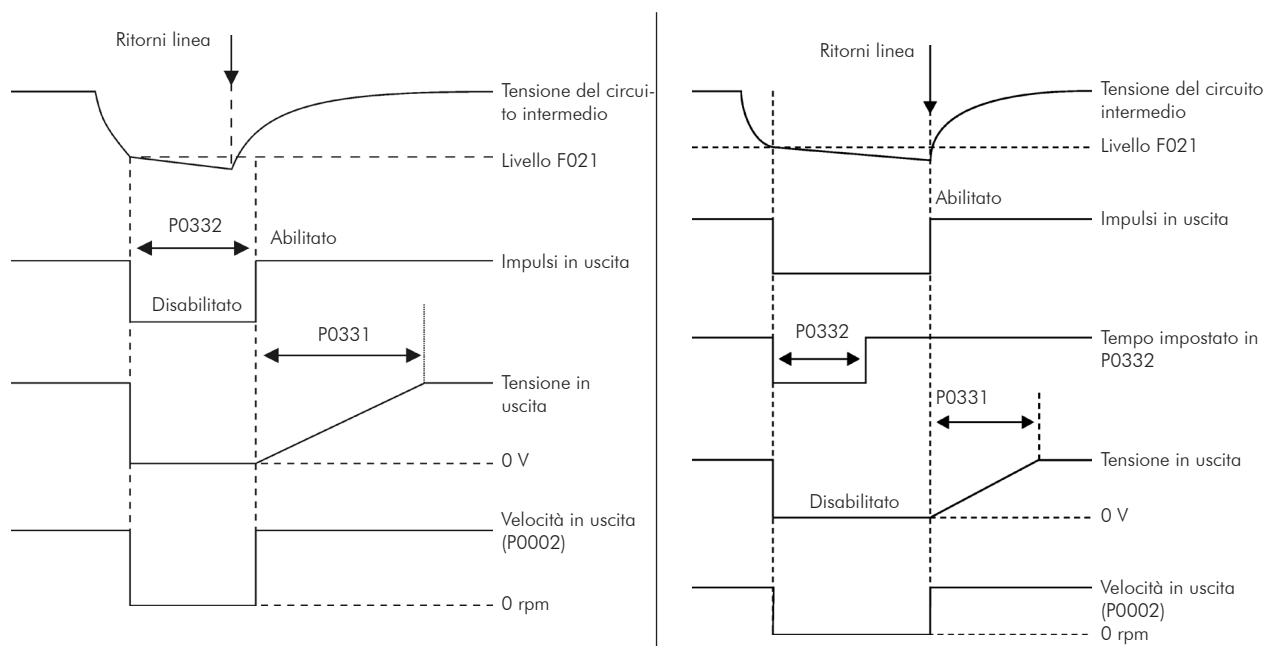 Ritorni linea
Tensione del circui-
to intermedio
Livello F021
P0332
Abilitato
Impulsi in uscita
Disabilitato
P0331
Tensione in
uscita
0 V
Velocità in uscita
(P0002)
0 rpm
Ritorni linea
Tensione del circuito
intermedio
Livello F021
Abilitato
Impulsi in uscita
P0332
Tempo impostato in
P0332
P0331
Tensione in uscita
Disabilitato
0 V
Velocità in uscita
(P0002)
0 rpm